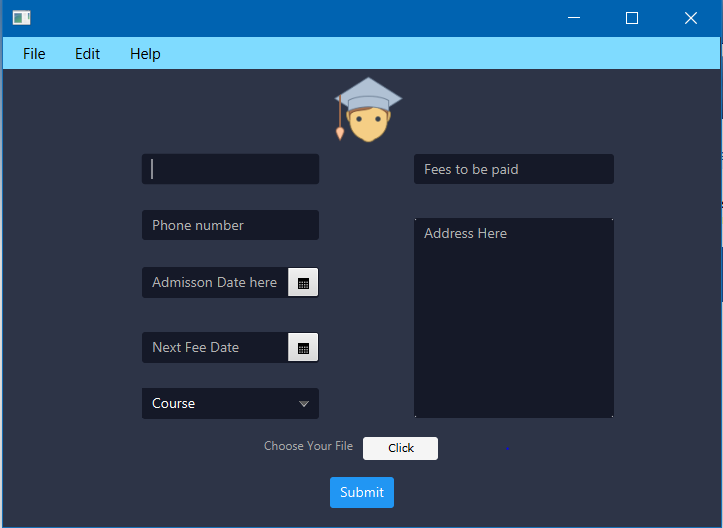 File Edit Help
Fees to be paid
Phone number
Address Here
Admisson Date here
Next Fee Date
Course
Choose Your File Click
Submit